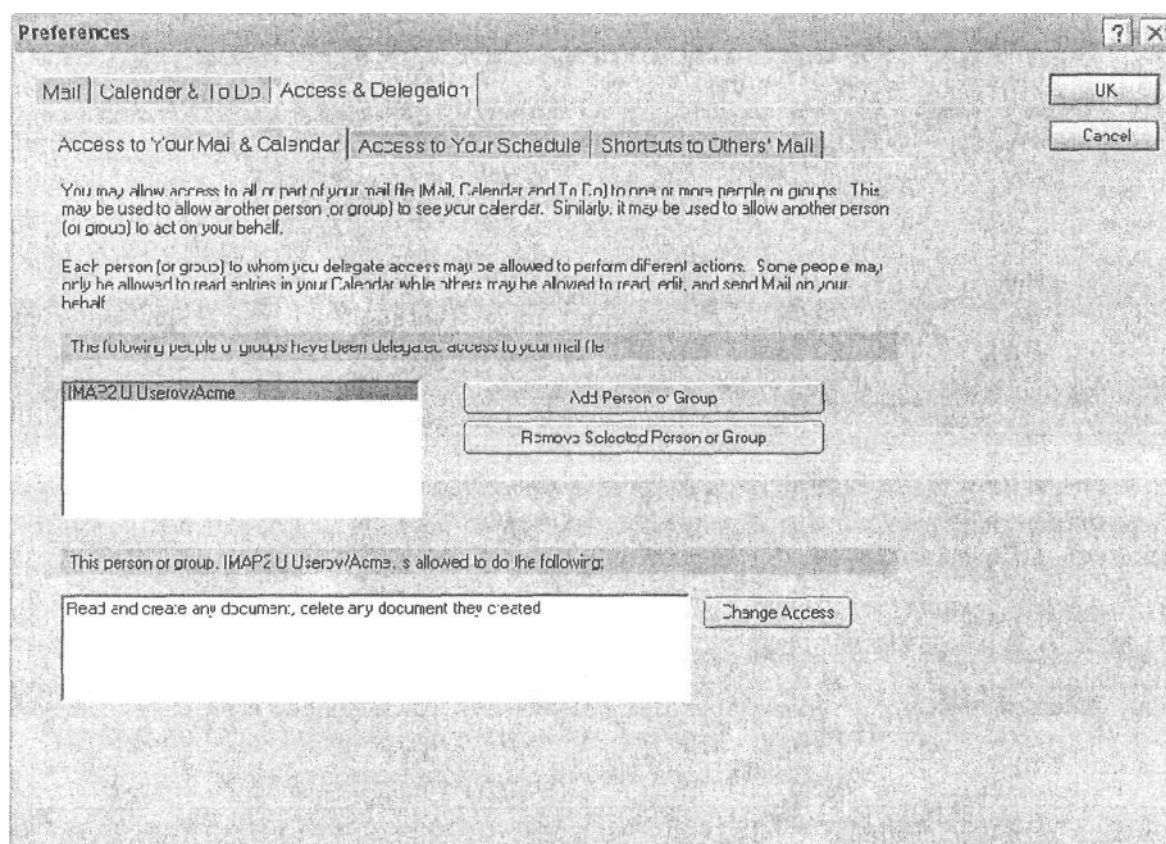 Preferences
Mail | Calendar & To Do | Access & Delegation
OK
Access to Your Mail & Calendar | Access to Your Schedule | Shortcuts to Others' Mail
Cancel
You may allow access to all or part of your mail file (Mail, Calendar and To Do) to one or more people or groups. This
may be used to allow another person (or group) to see your calendar. Similarly, it may be used to allow another person
(or group) to act on your behalf.
Each person (or group) to whom you delegate access may be allowed to perform different actions. Some people may
only be allowed to read entries in your Calendar while others may be allowed to read, edit, and send Mail on your
behalf
The following people or groups have been delegated access to your mail file
IMAP2 U Userov/Acme
Add Person or Group
Remove Selected Person or Group
This person or group, IMAP2 U Userov/Acme, is allowed to do the following:
Read and create any document, delete any document they created
Change Access